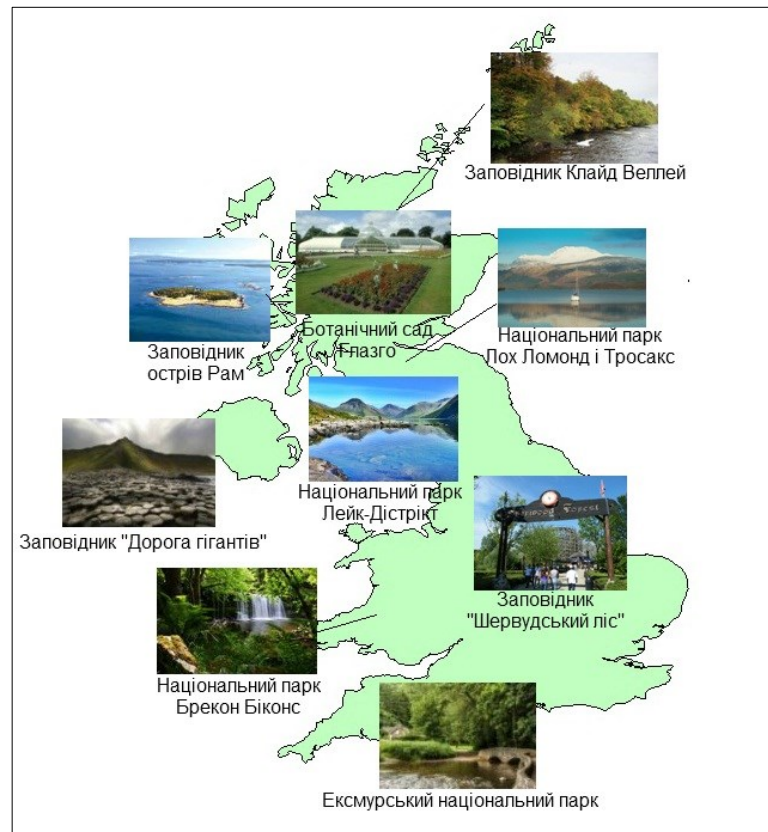 Заповідник Клайд Веллей
Ботанічний сад
Глазго
Національний парк
Лох Ломонд і Тросакс
Заповідник
острів Рам
Національний парк
Лейк-Дістрікт
Заповідник "Дорога гігантів"
Заповідник
"Шервудський ліс"
Національний парк
Брекон Біконс
Ексмурський національний парк